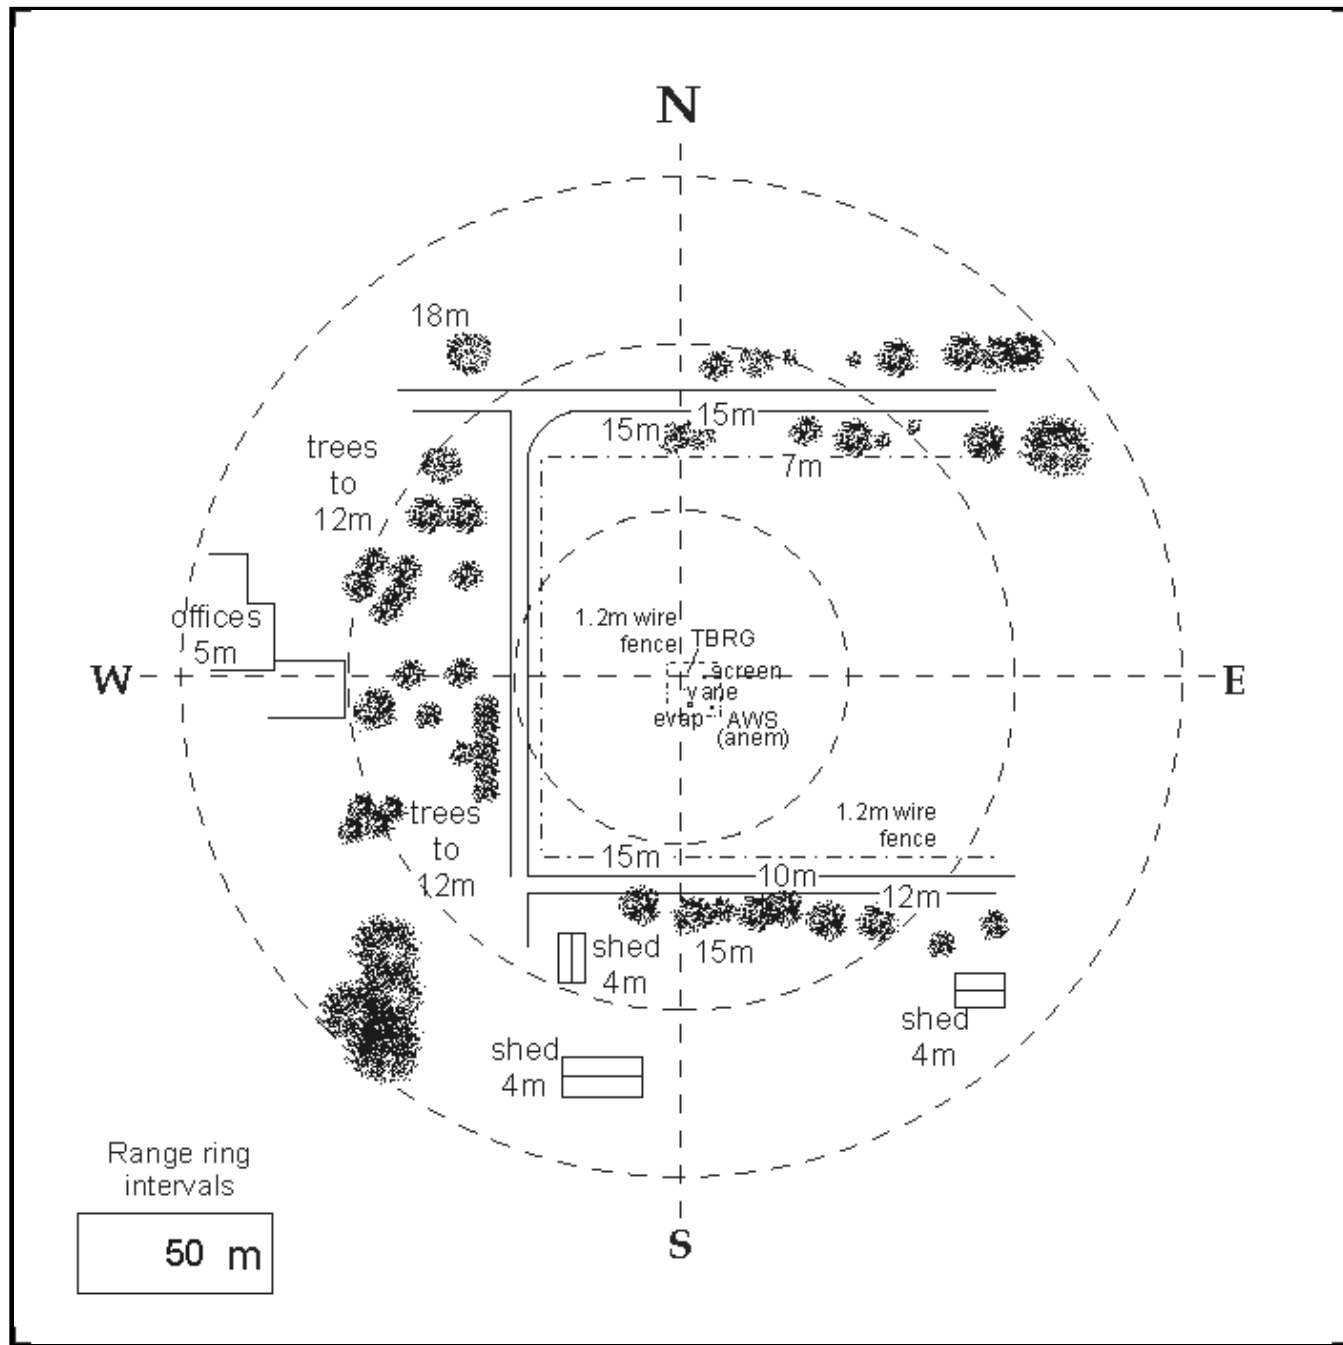 N
18m
15m
15m
trees
to
12m
7m
offices
5m
1.2m wire
fence
TBRG
screen
W
E
vane
evap
AWS
(anem)
trees
to
12m
1.2m wire
fence
15m
10m
12m
shed
4m
15m
shed
4m
shed
4m
Range ring
intervals
50 m
S